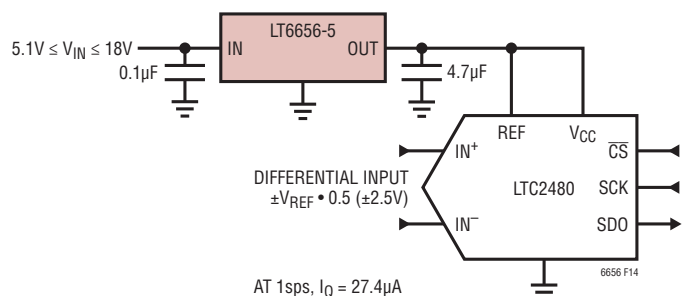 LT6656-5
5.1V ≤ VIN ≤ 18V
IN
OUT
0.1µF
4.7µF
REF
VCC
IN+
CS
DIFFERENTIAL INPUT
±VREF • 0.5 (±2.5V)
LTC2480
SCK
IN−
SDO
6656 F14
AT 1sps, IQ = 27.4µA